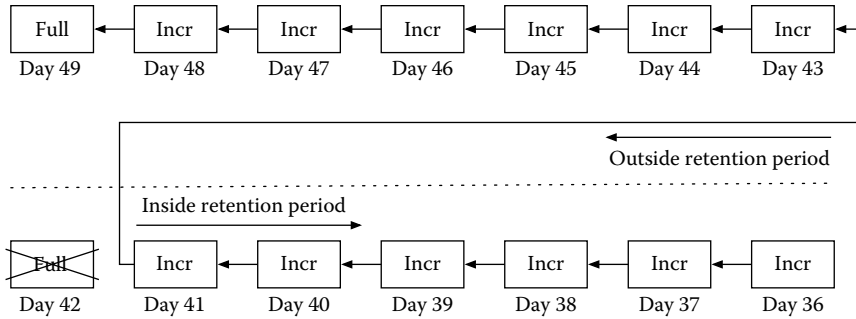 Full Incr Incr Incr Incr Incr Incr
Day 49 Day 48 Day 47 Day 46 Day 45 Day 44 Day 43
Outside retention period
Inside retention period
Full Incr Incr Incr Incr Incr Incr
Day 42 Day 41 Day 40 Day 39 Day 38 Day 37 Day 36